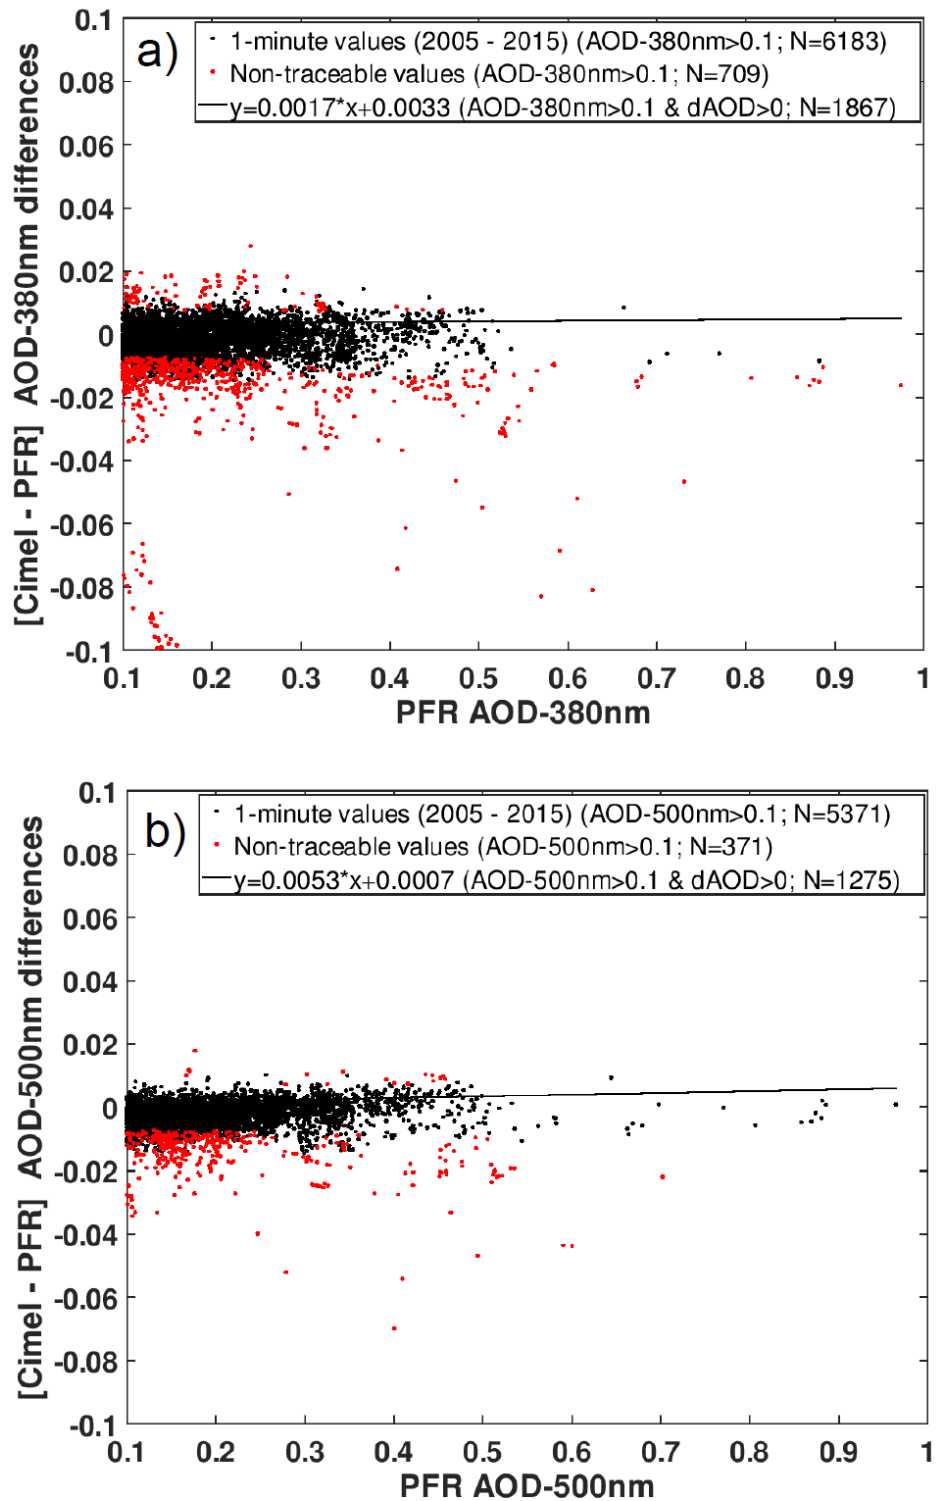 a)
1-minute values (2005 - 2015) (AOD-380nm>0.1; N=6183)
Non-traceable values (AOD-380nm>0.1; N=709)
y=0.0017*x+0.0033 (AOD-380nm>0.1 & dAOD>0; N=1867)
[Cimel - PFR] AOD-380nm differences
0.1
0.08
0.06
0.04
0.02
0
-0.02
-0.04
-0.06
-0.08
-0.1
0.1 0.2 0.3 0.4 0.5 0.6 0.7 0.8 0.9 1
PFR AOD-380nm
b)
1-minute values (2005 - 2015) (AOD-500nm>0.1; N=5371)
Non-traceable values (AOD-500nm>0.1; N=371)
y=0.0053*x+0.0007 (AOD-500nm>0.1 & dAOD>0; N=1275)
[Cimel - PFR] AOD-500nm differences
0.1
0.08
0.06
0.04
0.02
0
-0.02
-0.04
-0.06
-0.08
-0.1
0.1 0.2 0.3 0.4 0.5 0.6 0.7 0.8 0.9 1
PFR AOD-500nm